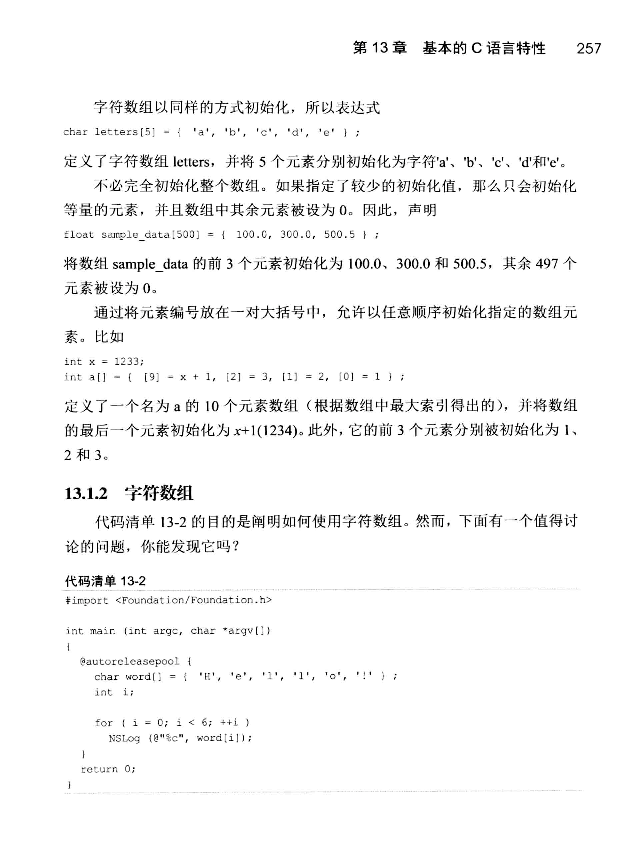 第 13 章 基本的 C 语言特性 257
字符数组以同样的方式初始化，所以表达式
char letters[5] = { 'a', 'b', 'c', 'd', 'e' } ;
定义了字符数组 letters，并将 5 个元素分别初始化为字符'a'、'b'、'c'、'd'和'e'。
不必完全初始化整个数组。如果指定了较少的初始化值，那么只会初始化
等量的元素，并且数组中其余元素被设为 0。因此，声明
float sample_data[500] = { 100.0, 300.0, 500.5 } ;
将数组 sample_data 的前 3 个元素初始化为 100.0、300.0 和 500.5，其余 497 个
元素被设为 0。
通过将元素编号放在一对大括号中，允许以任意顺序初始化指定的数组元
素。比如
int x = 1233;
int a[] = { [9] = x + 1, [2] = 3, [1] = 2, [0] = 1 } ;
定义了一个名为 a 的 10 个元素数组（根据数组中最大索引得出的），并将数组
的最后一个元素初始化为 x+1(1234)。此外，它的前 3 个元素分别被初始化为 1、
2 和 3。
13.1.2 字符数组
代码清单 13-2 的目的是阐明如何使用字符数组。然而，下面有一个值得讨
论的问题，你能发现它吗？
代码清单 13-2
#import <Foundation/Foundation.h>
int main (int argc, char *argv[])
{
@autoreleasepool {
char word[] = { 'H', 'e', 'l', 'l', 'o', '!' } ;
int i;
for ( i = 0; i < 6; ++i )
NSLog (@"%c", word[i]);
}
return 0;
}